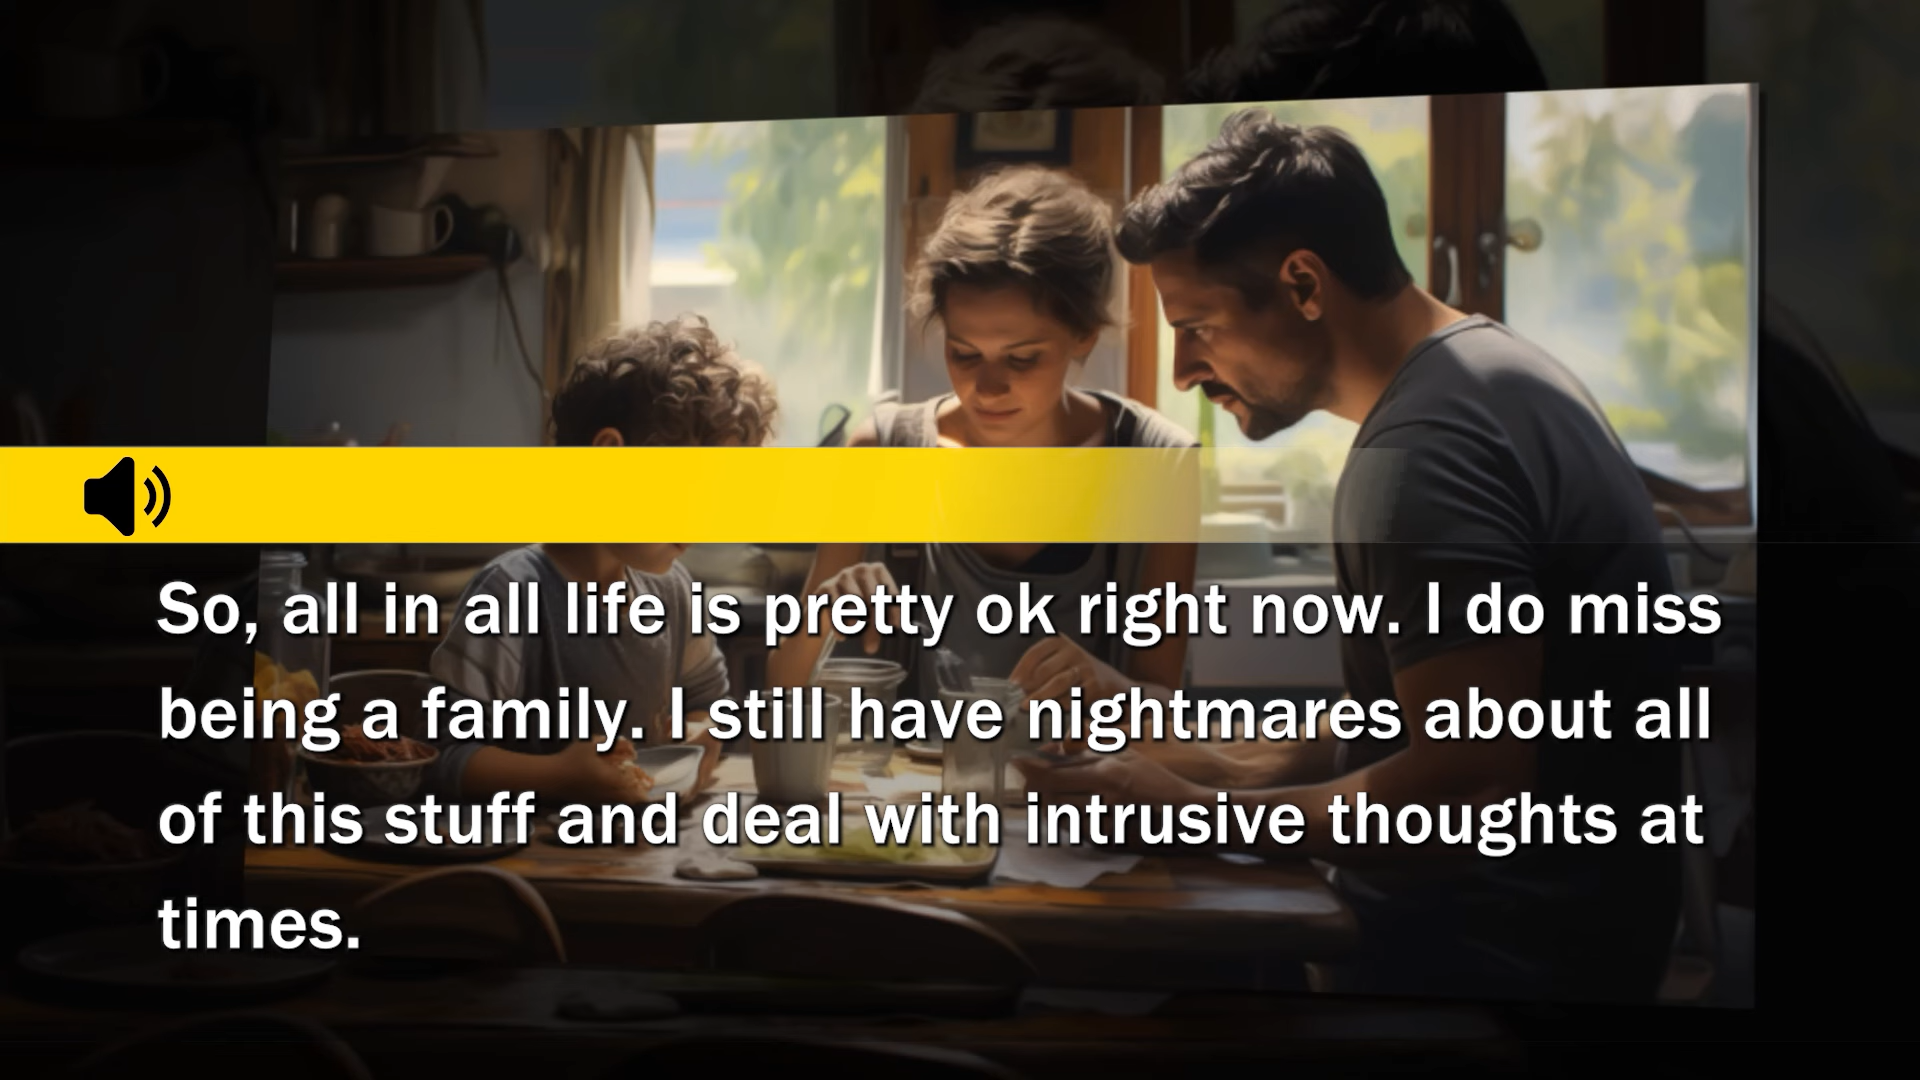 So, all in all life is pretty ok right now. I do miss
being a family. I still have nightmares about all
of this stuff and deal with intrusive thoughts at
times.